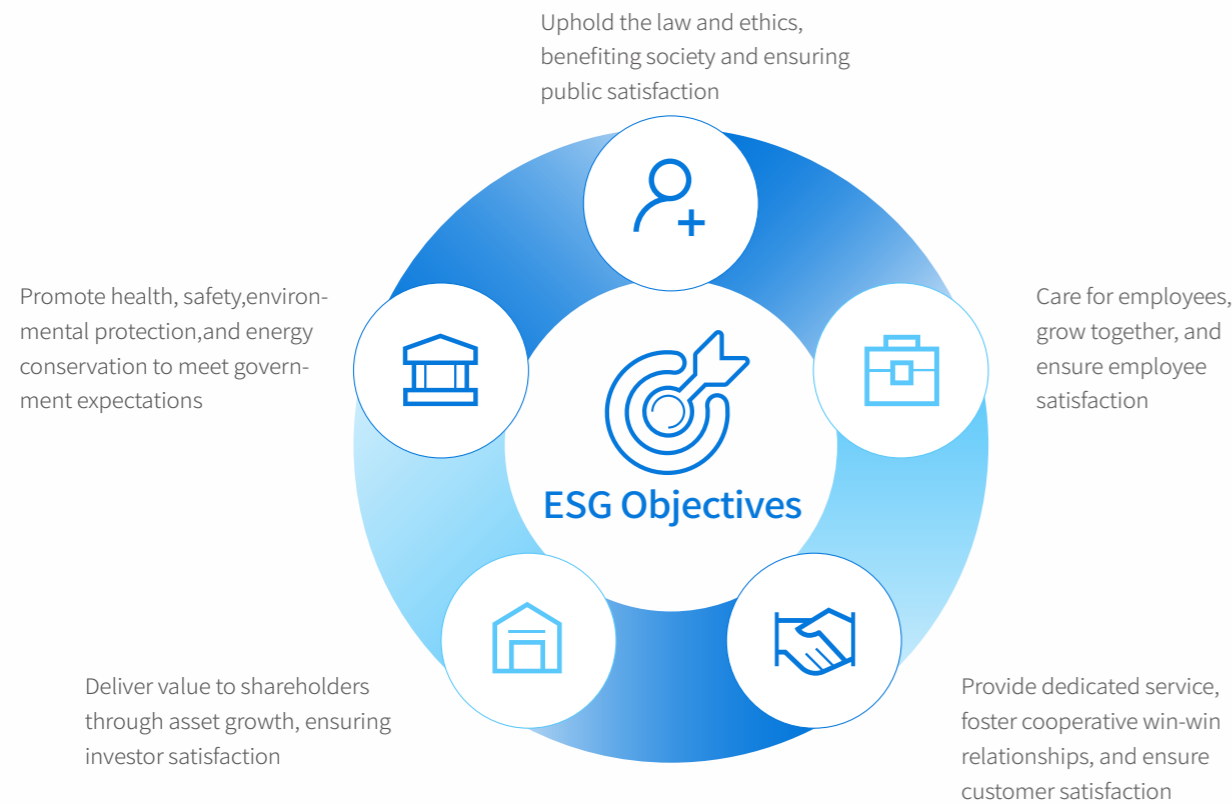 Uphold the law and ethics,
benefiting society and ensuring
public satisfaction
Promote health, safety,environ-
mental protection,and energy
conservation to meet govern-
ment expectations
Care for employees,
grow together, and
ensure employee
satisfaction
ESG Objectives
Deliver value to shareholders
through asset growth, ensuring
investor satisfaction
Provide dedicated service,
foster cooperative win-win
relationships, and ensure
customer satisfaction